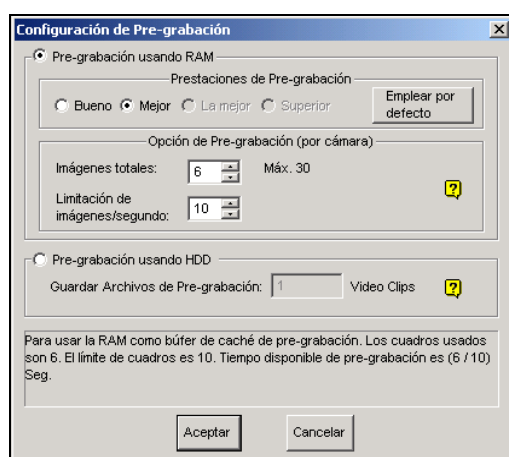 Configuración de Pre-grabación
Pre-grabación usando RAM
Prestaciones de Pre-grabación
Bueno Mejor La mejor Superior
Emplear por
defecto
Opción de Pre-grabación (por cámara)
Imágenes totales: 6 Máx. 30
Limitación de
imágenes/segundo: 10
?
Pre-grabación usando HDD
Guardar Archivos de Pre-grabación: 1 Video Clips ?
Para usar la RAM como búfer de caché de pre-grabación. Los cuadros usados
son 6. El límite de cuadros es 10. Tiempo disponible de pre-grabación es (6 / 10)
Seg.
Aceptar Cancelar